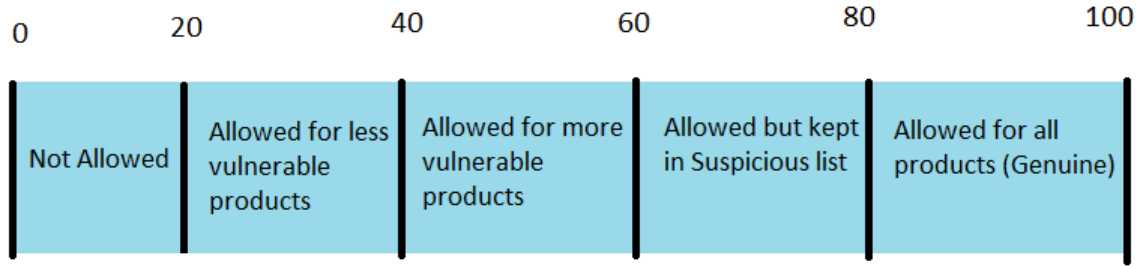 0 20 40 60 80 100
Not Allowed
Allowed for less
vulnerable
products
Allowed for more
vulnerable
products
Allowed but kept
in Suspicious list
Allowed for all
products (Genuine)